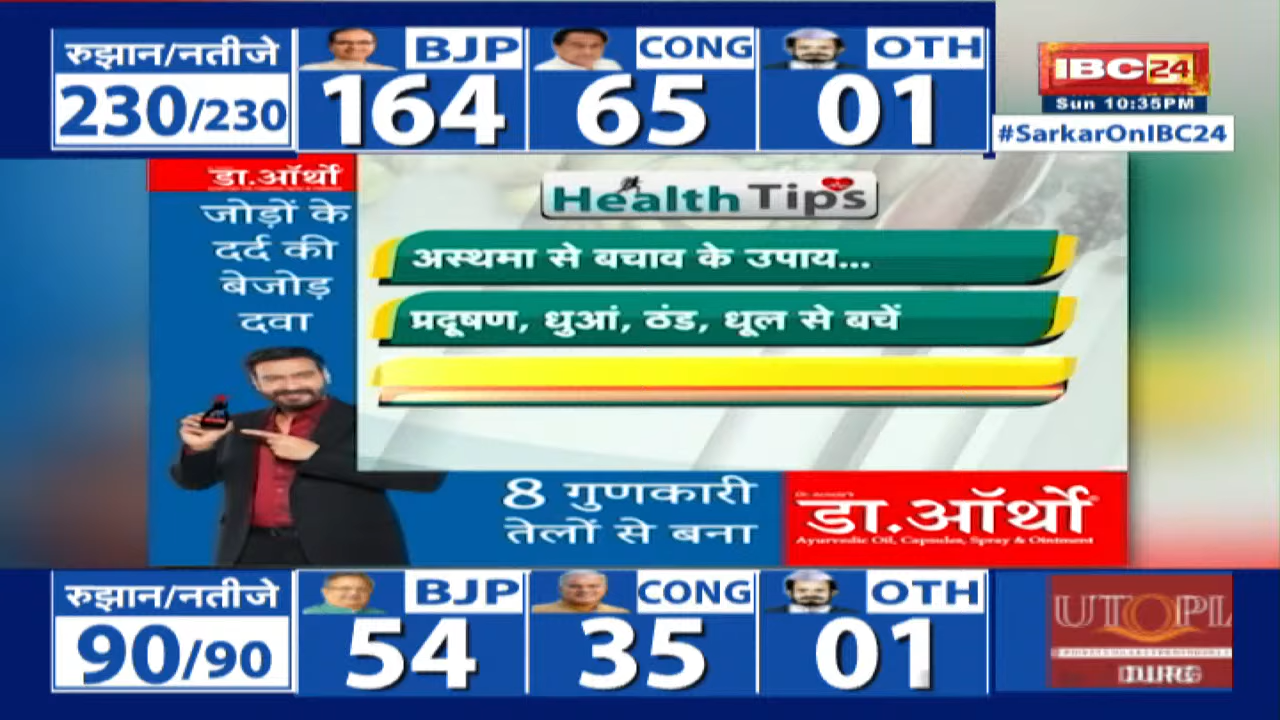 रुझान/नतीजे
230/230
BJP
164
CONG
65
OTH
01
IBC24
Sun 10:35PM
#SarkarOnIBC24
डा.ऑर्थो
जोड़ों के
दर्द की
बेजोड़
दवा
Health Tips
अस्थमा से बचाव के उपाय...
प्रदूषण, धुआं, ठंड, धूल से बचें
8 गुणकारी
तेलों से बना
डा.ऑर्थो
Ayurvedic Oil, Capsules, Spray & Ointment
रुझान/नतीजे
90/90
BJP
54
CONG
35
OTH
01
UTOPI
DURG